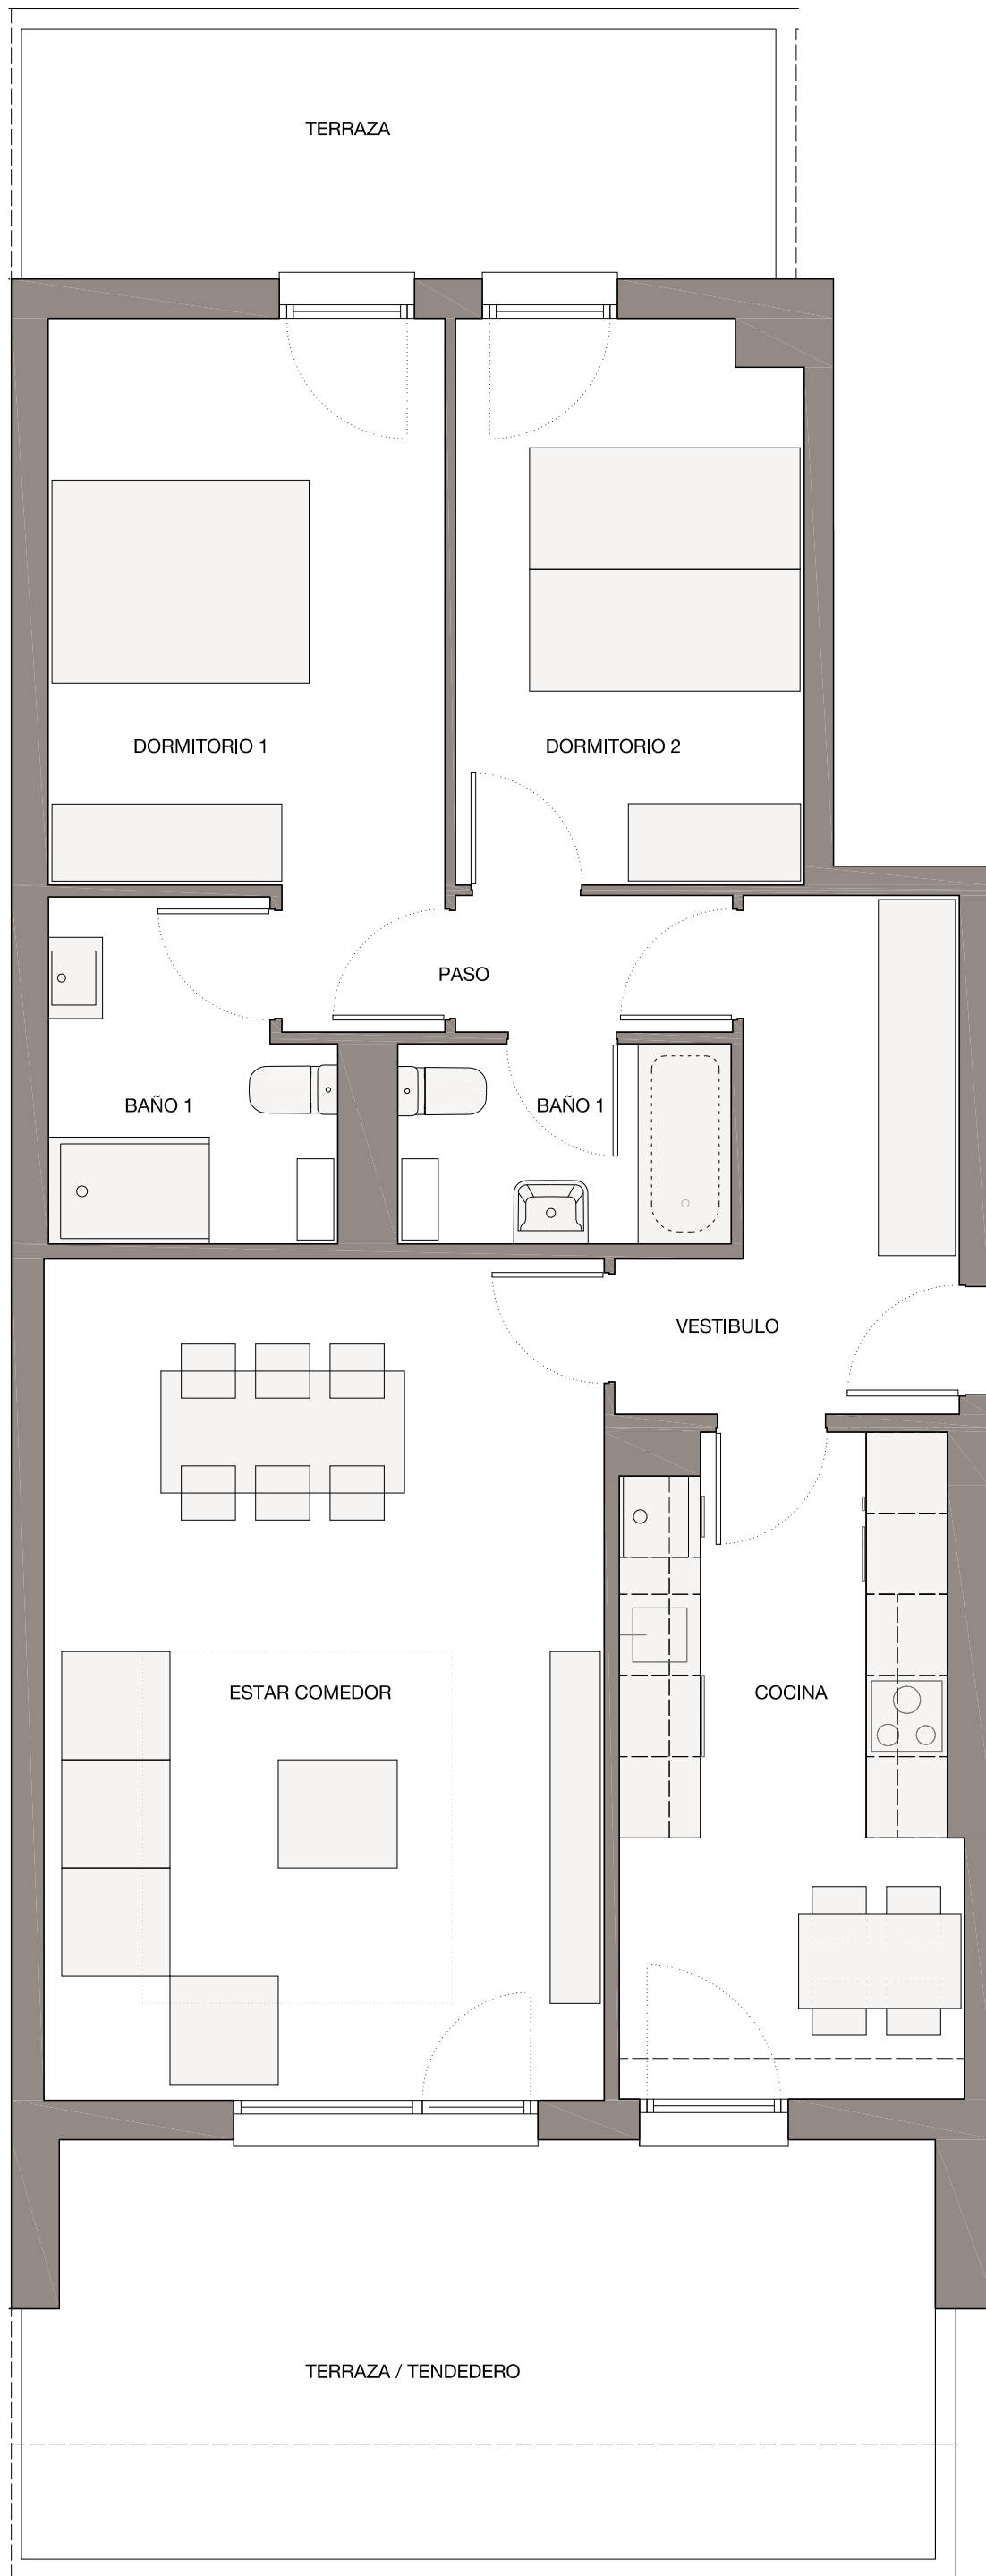 TERRAZA
DORMITORIO 1
DORMITORIO 2
PASO
BAÑO 1
BAÑO 1
VESTIBULO
ESTAR COMEDOR
COCINA
TERRAZA / TENDEDERO